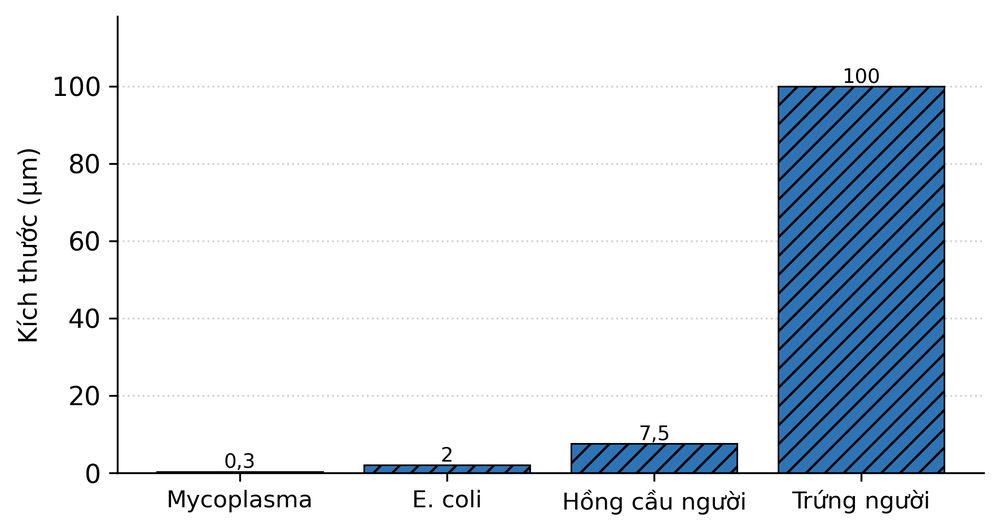 Kích thước (µm)
100
80
60
40
20
0
0,3
2
7,5
100
Mycoplasma
E. coli
Hồng cầu người
Trứng người